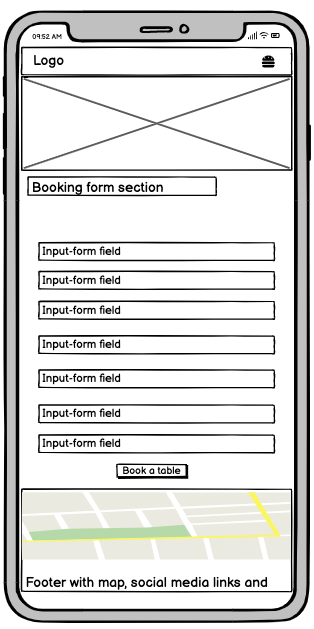 09:52 AM
Logo
Booking form section
Input-form field
Input-form field
Input-form field
Input-form field
Input-form field
Input-form field
Input-form field
Book a table
Footer with map, social media links and